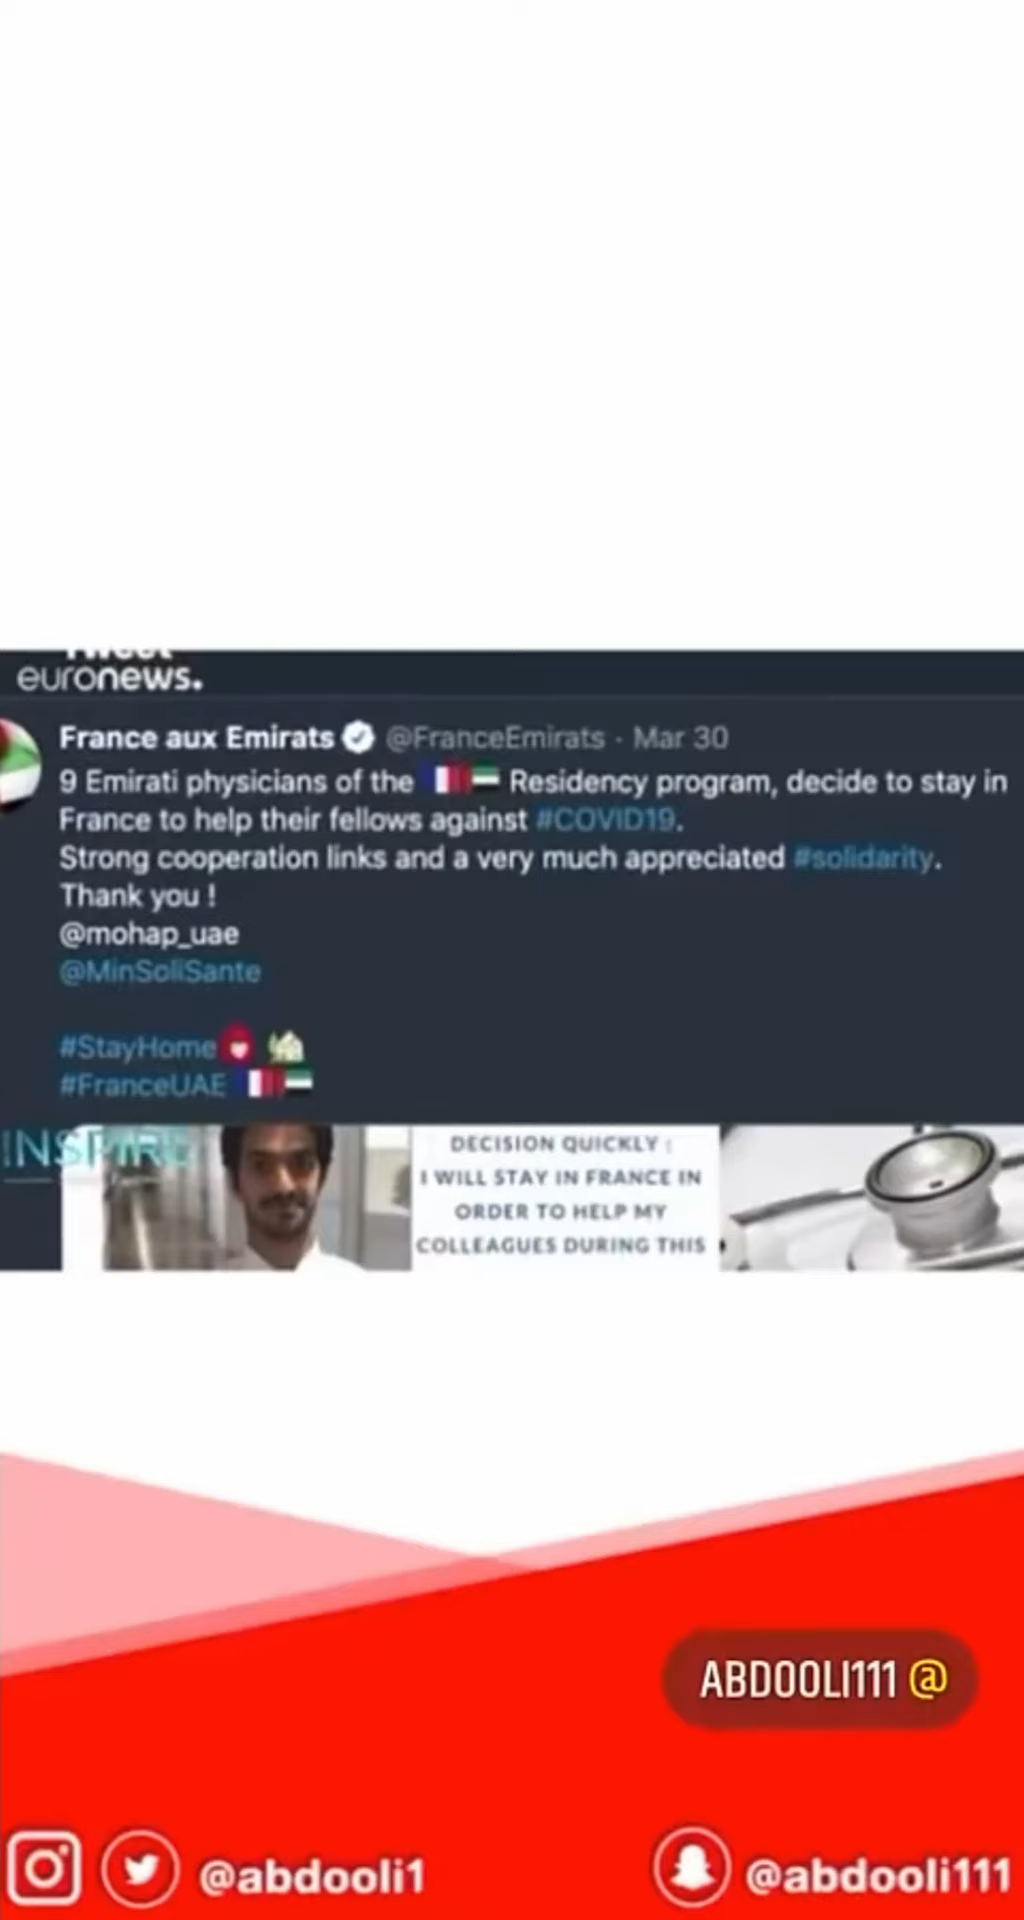 Tweet
euronews.
France aux Emirats @FranceEmirats · Mar 30
9 Emirati physicians of the 🇫🇷🇦🇪 Residency program, decide to stay in
France to help their fellows against #COVID19.
Strong cooperation links and a very much appreciated #solidarity.
Thank you !
@mohap_uae
@MinSoliSante
#StayHome
#FranceUAE 🇫🇷🇦🇪
INSPIRE
DECISION QUICKLY :
I WILL STAY IN FRANCE IN
ORDER TO HELP MY
COLLEAGUES DURING THIS
ABDOOLI111 @
@abdooli1
@abdooli111